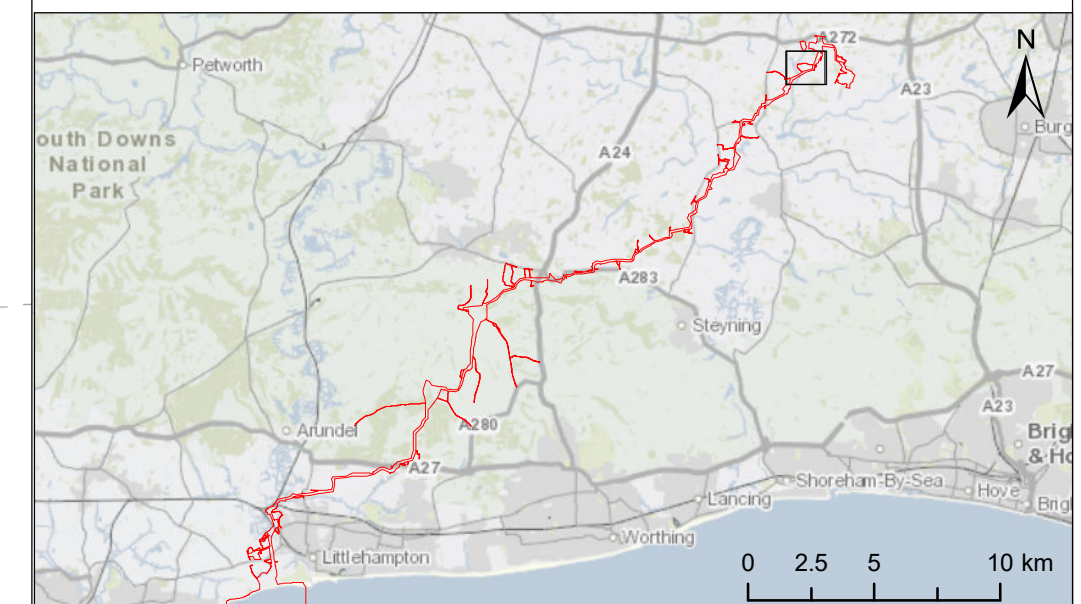 A272
N
Petworth
A23
Burg
outh Downs
National
Park
A24
A283
Steyning
A27
A23
Arundel
A280
Brig
& Ho
A27
Shoreham-By-Sea
Hove
Lancing
Brig
Worthing
Littlehampton
0 2.5 5 10 km